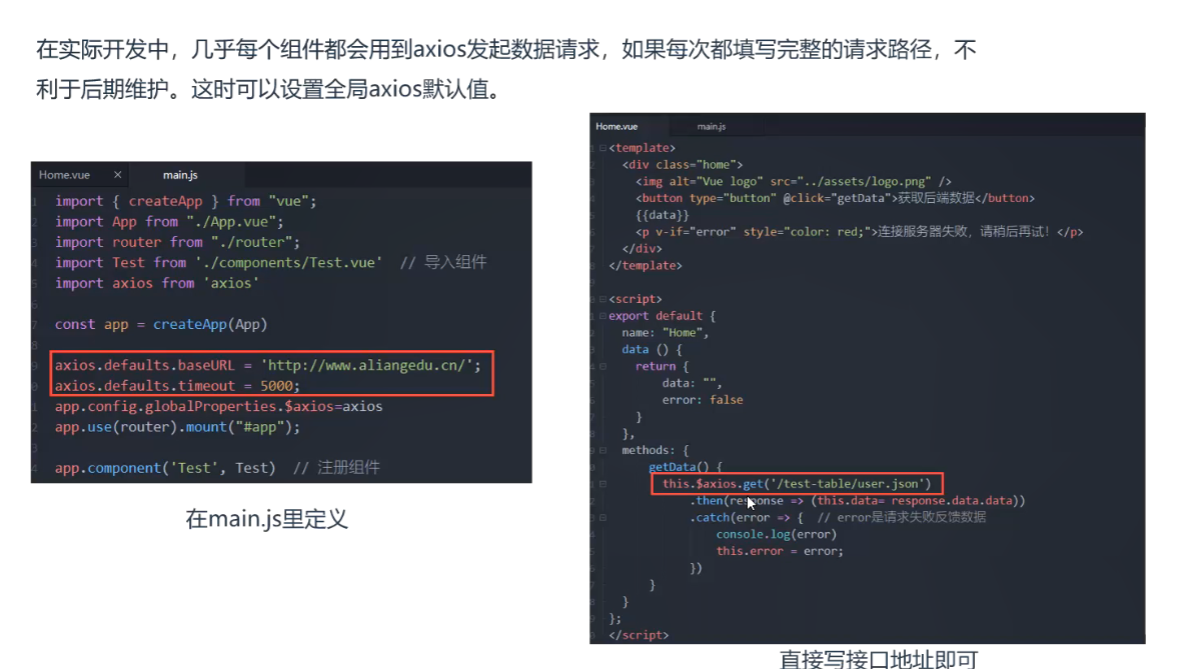 在实际开发中，几乎每个组件都会用到axios发起数据请求，如果每次都填写完整的请求路径，不
利于后期维护。这时可以设置全局axios默认值。
Home.vue × main.js
import { createApp } from "vue";
import App from "./App.vue";
import router from "./router";
import Test from './components/Test.vue' // 导入组件
import axios from 'axios'
const app = createApp(App)
axios.defaults.baseURL = 'http://www.aliangedu.cn/';
axios.defaults.timeout = 5000;
app.config.globalProperties.$axios=axios
app.use(router).mount("#app");
app.component('Test', Test) // 注册组件
在main.js里定义
Home.vue main.js
<template>
<div class="home">
<img alt="Vue logo" src="../assets/logo.png" />
<button type="button" @click="getData">获取后端数据</button>
{{data}}
<p v-if="error" style="color: red;">连接服务器失败，请稍后再试！</p>
</div>
</template>
<script>
export default {
name: "Home",
data () {
return {
data: "",
error: false
}
},
methods: {
getData() {
this.$axios.get('/test-table/user.json')
.then(response => (this.data= response.data.data))
.catch(error => { // error是请求失败反馈数据
console.log(error)
this.error = error;
})
}
}
};
</script>
直接写接口地址即可